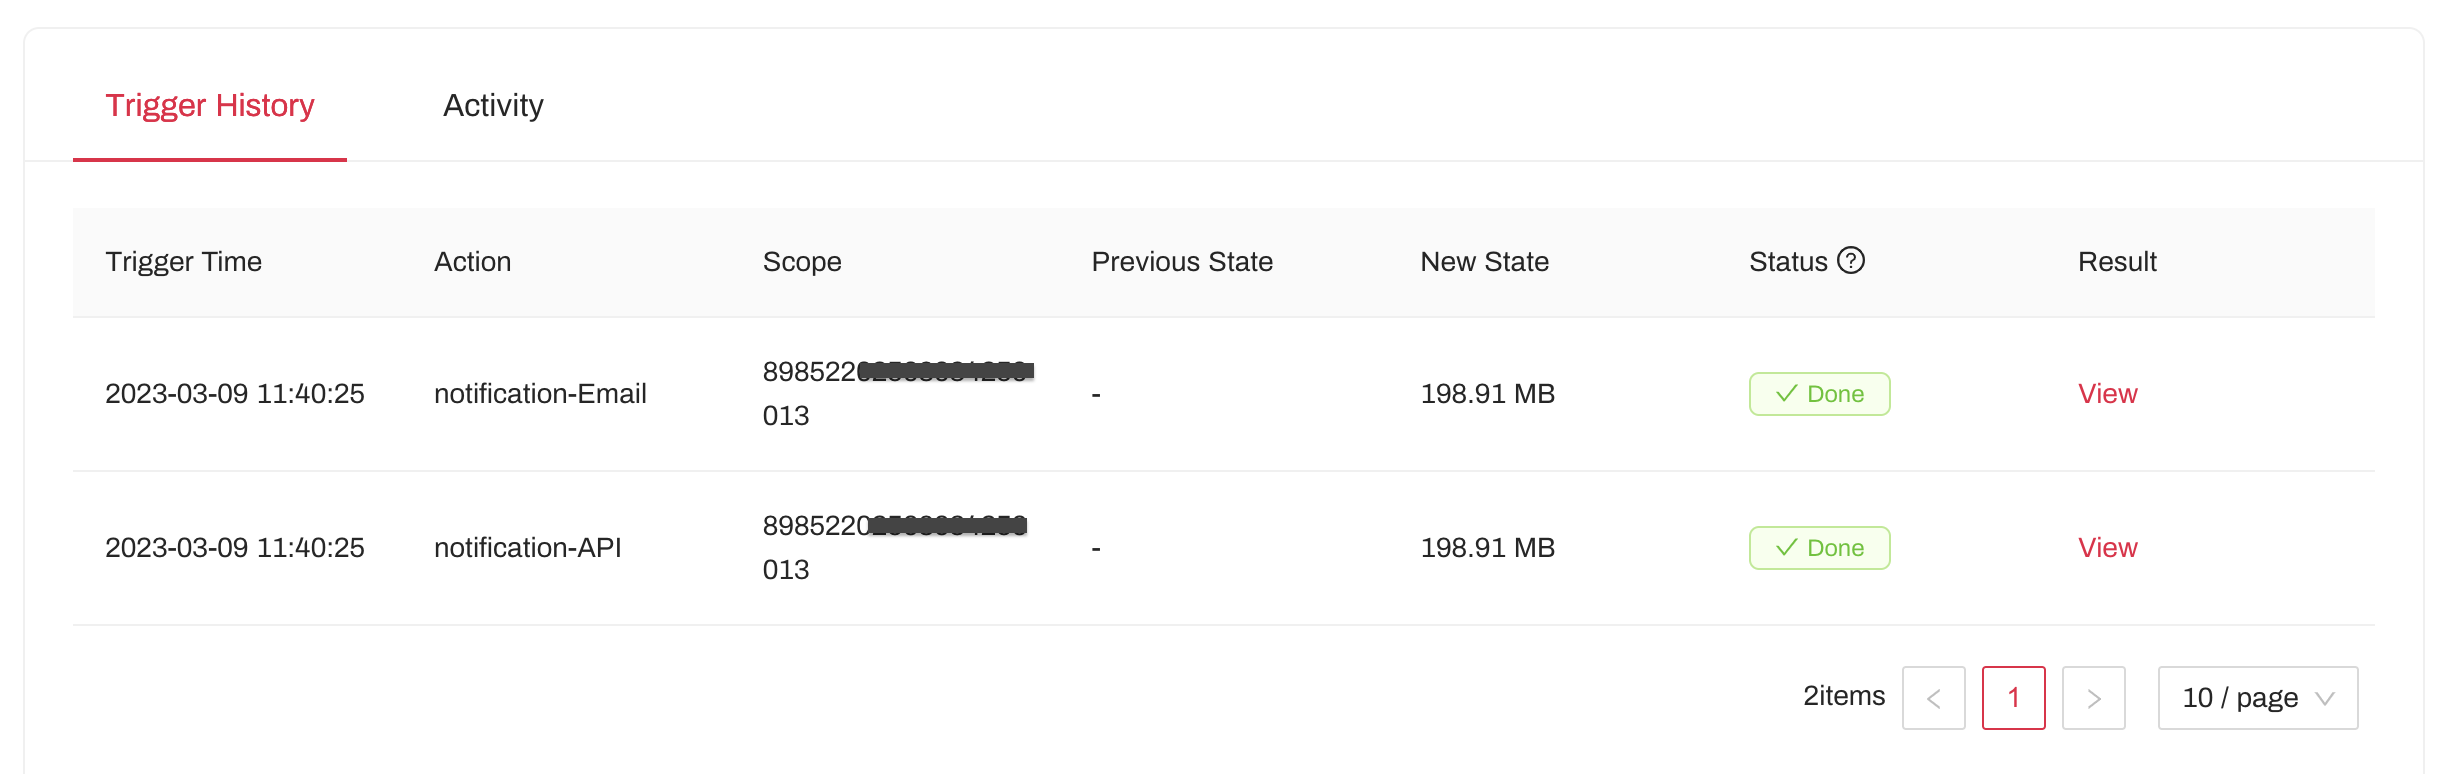 Trigger History Activity
Trigger Time Action Scope Previous State New State Status Result
2023-03-09 11:40:25 notification-Email 898522 - 198.91 MB Done View
013
2023-03-09 11:40:25 notification-API 8985220 - 198.91 MB Done View
013
2items < 1 > 10 / page